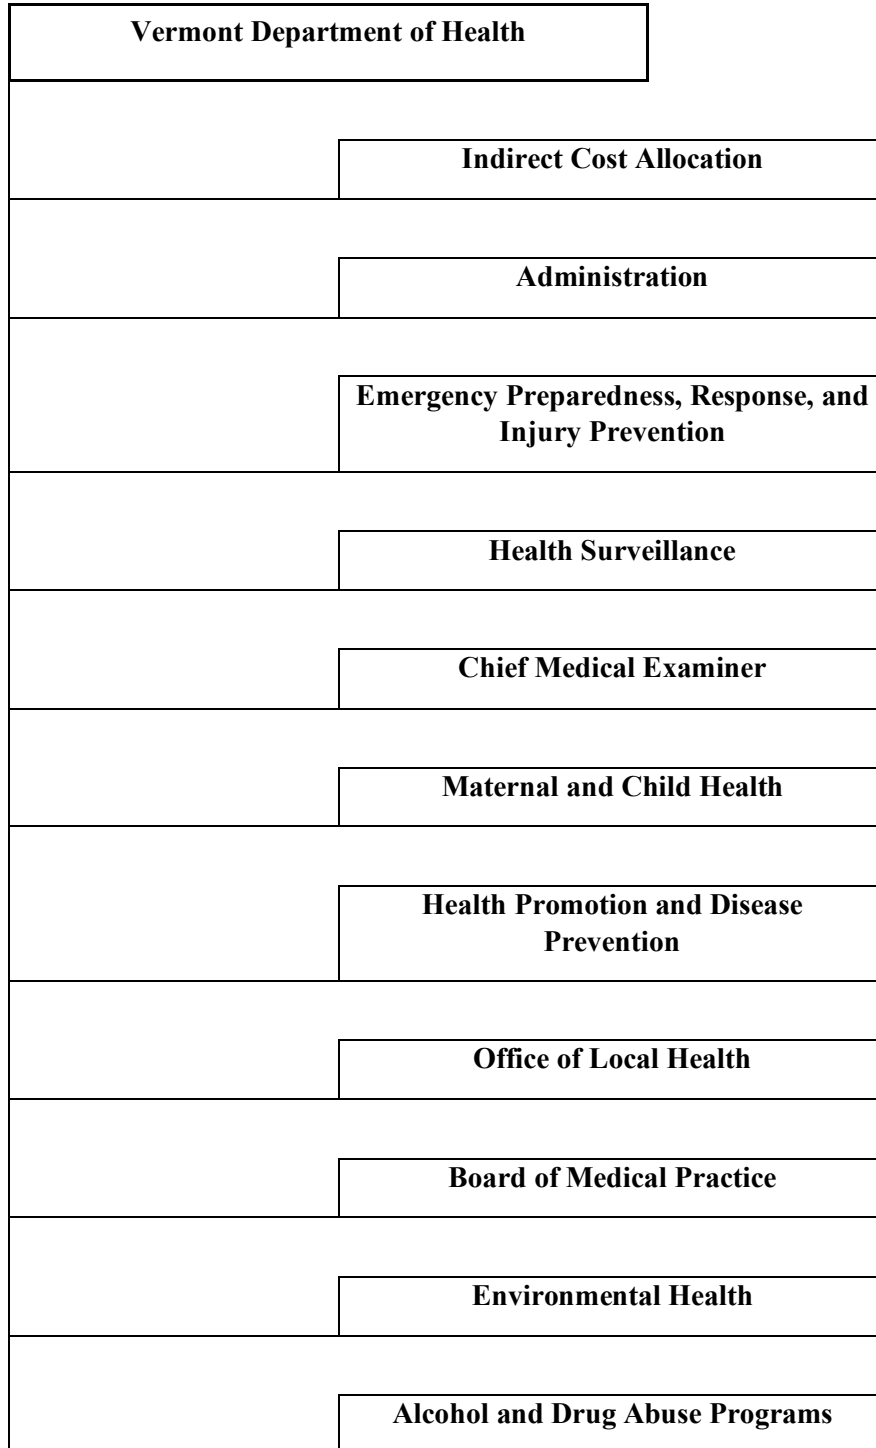 Vermont Department of Health
Indirect Cost Allocation
Administration
Emergency Preparedness, Response, and
Injury Prevention
Health Surveillance
Chief Medical Examiner
Maternal and Child Health
Health Promotion and Disease
Prevention
Office of Local Health
Board of Medical Practice
Environmental Health
Alcohol and Drug Abuse Programs